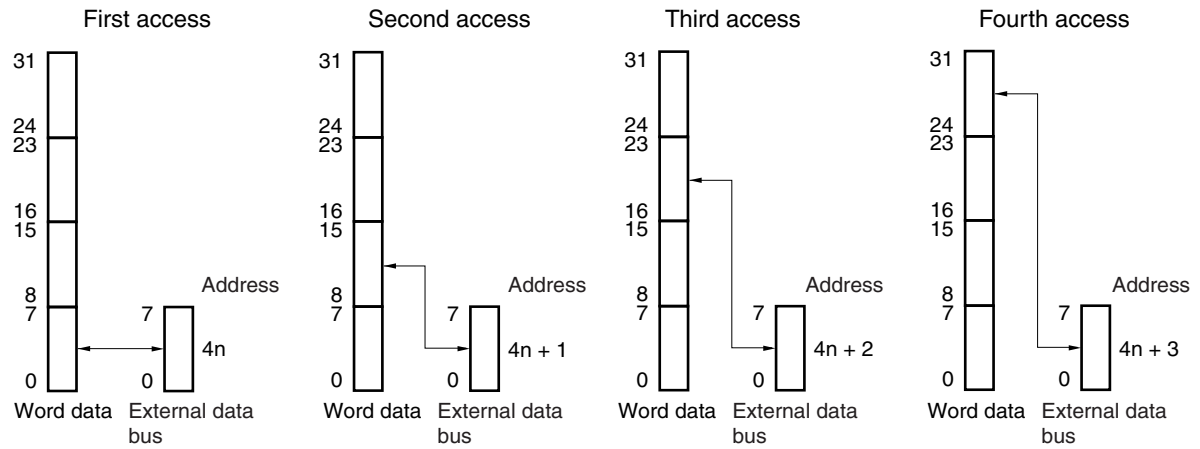 First access
31
24
23
16
15
8
7
0
Word data
Address
7
4n
0
External data
bus
Second access
31
24
23
16
15
8
7
0
Word data
Address
7
4n + 1
0
External data
bus
Third access
31
24
23
16
15
8
7
0
Word data
Address
7
4n + 2
0
External data
bus
Fourth access
31
24
23
16
15
8
7
0
Word data
Address
7
4n + 3
0
External data
bus